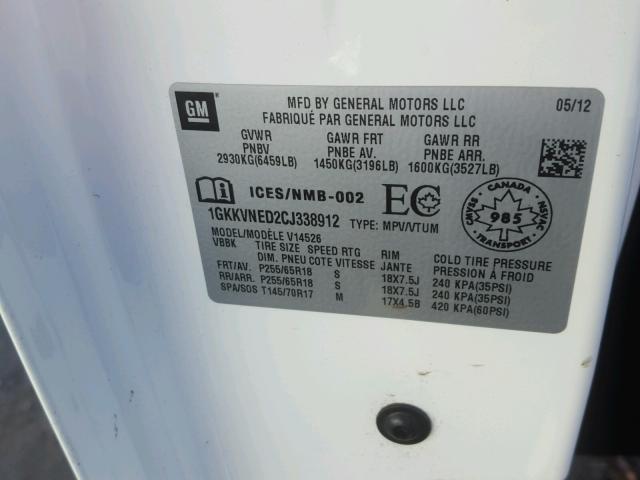 GM
MFD BY GENERAL MOTORS LLC 05/12
FABRIQUÉ PAR GENERAL MOTORS LLC
GVWR GAWR FRT GAWR RR
PNBV PNBE AV. PNBE ARR.
2930KG(6459LB) 1450KG(3196LB) 1600KG(3527LB)
ICES/NMB-002 EC
1GKKVNED2CJ338912 TYPE: MPV/VTUM
CANADA
CMVSS NSVAC
985
TRANSPORT
MODEL/MODÈLE V14526
VBBK TIRE SIZE SPEED RTG RIM COLD TIRE PRESSURE
DIM. PNEU COTE VITESSE JANTE PRESSION À FROID
FRT/AV. P255/65R18 S 18X7.5J 240 KPA(35PSI)
RR/ARR. P255/65R18 S 18X7.5J 240 KPA(35PSI)
SPA/SOS T145/70R17 M 17X4.5B 420 KPA(60PSI)